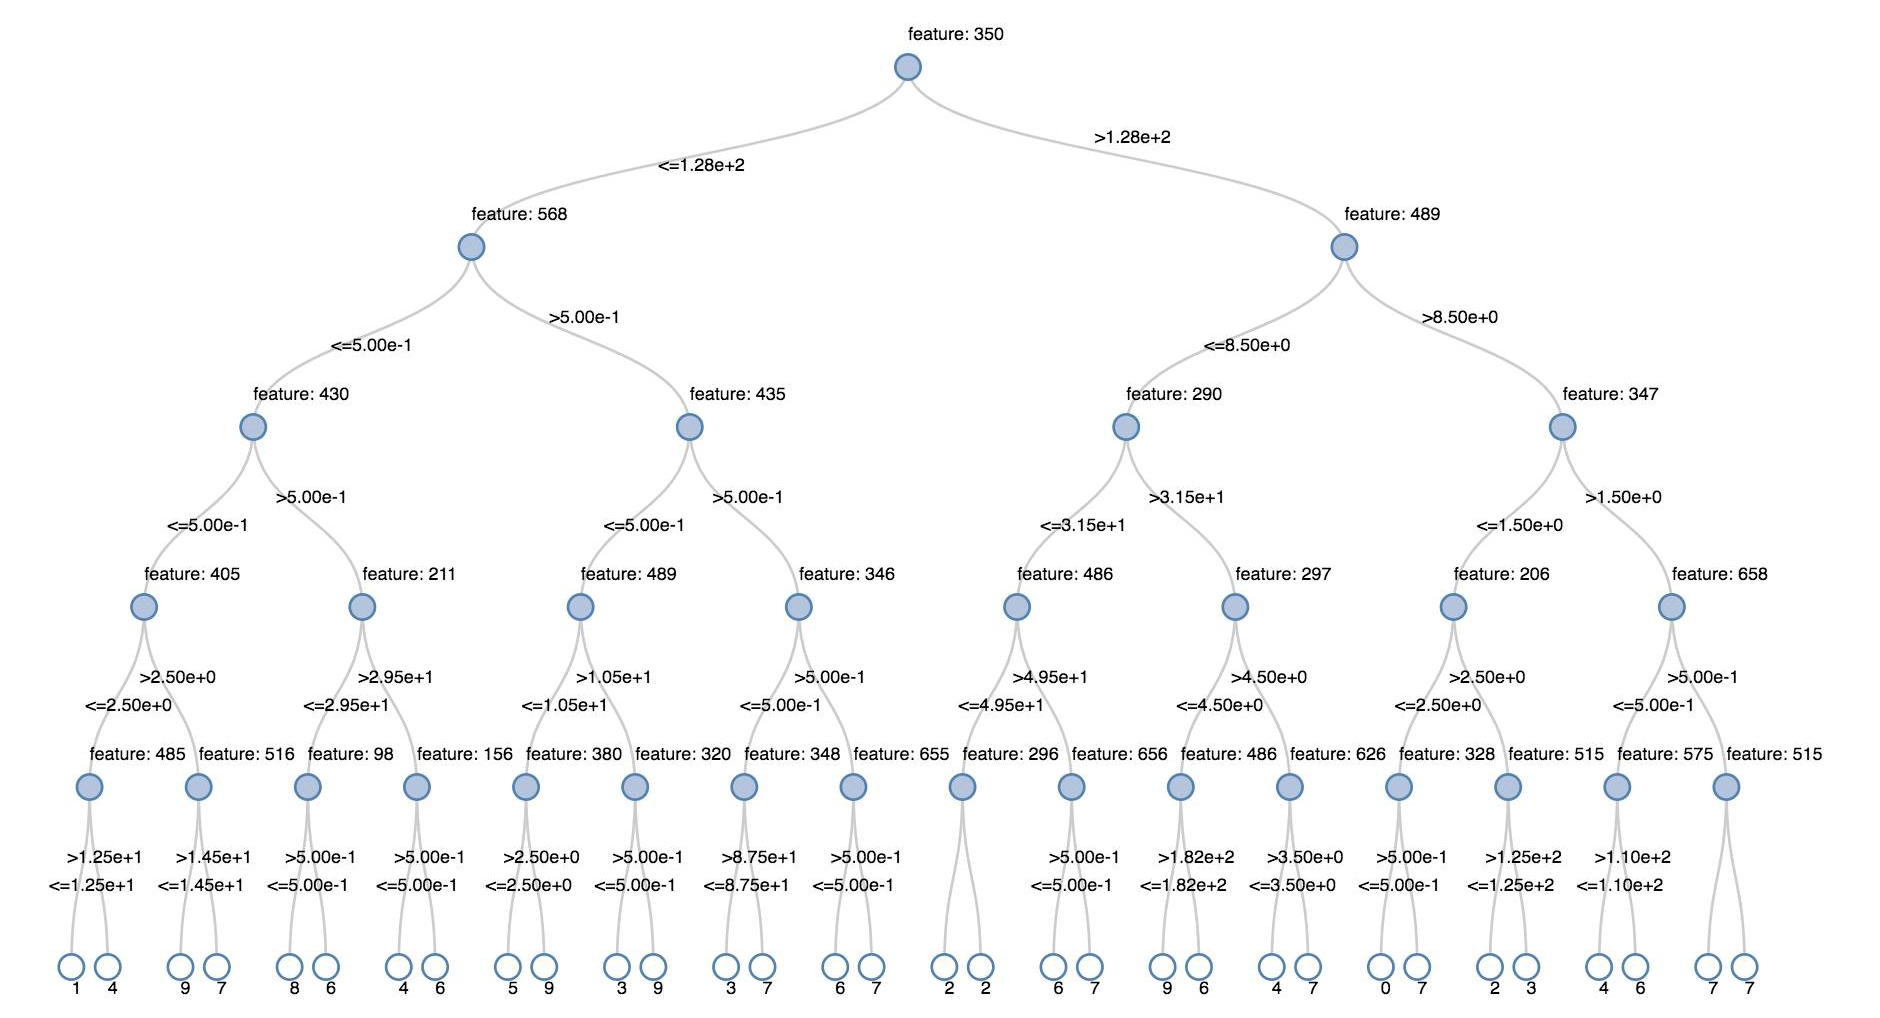 feature: 350
>1.28e+2
<=1.28e+2
feature: 568
feature: 489
>5.00e-1
>8.50e+0
<=5.00e-1
<=8.50e+0
feature: 430
feature: 435
feature: 290
feature: 347
>5.00e-1
>5.00e-1
>3.15e+1
>1.50e+0
<=5.00e-1
<=5.00e-1
<=3.15e+1
<=1.50e+0
feature: 405
feature: 211
feature: 489
feature: 346
feature: 486
feature: 297
feature: 206
feature: 658
>2.50e+0
>2.95e+1
>1.05e+1
>5.00e-1
>4.95e+1
>4.50e+0
>2.50e+0
>5.00e-1
<=2.50e+0
<=2.95e+1
<=1.05e+1
<=5.00e-1
<=4.95e+1
<=4.50e+0
<=2.50e+0
<=5.00e-1
feature: 485
feature: 516
feature: 98
feature: 156
feature: 380
feature: 320
feature: 348
feature: 655
feature: 296
feature: 656
feature: 486
feature: 626
feature: 328
feature: 515
feature: 575
feature: 515
>1.25e+1
>1.45e+1
>5.00e-1
>5.00e-1
>2.50e+0
>5.00e-1
>8.75e+1
>5.00e-1
>5.00e-1
>1.82e+2
>3.50e+0
>5.00e-1
>1.25e+2
>1.10e+2
<=1.25e+1
<=1.45e+1
<=5.00e-1
<=5.00e-1
<=2.50e+0
<=5.00e-1
<=8.75e+1
<=5.00e-1
<=5.00e-1
<=1.82e+2
<=3.50e+0
<=5.00e-1
<=1.25e+2
<=1.10e+2
1 4 9 7 8 6 4 6 5 9 3 9 3 7 6 7 2 2 6 7 9 6 4 7 0 7 2 3 4 6 7 7